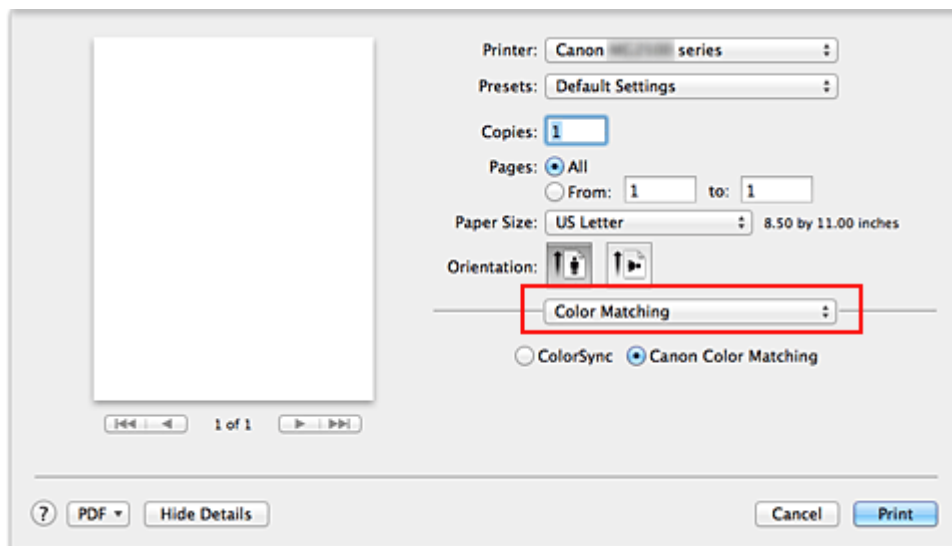 Printer: Canon series
Presets: Default Settings
Copies: 1
Pages: All
From: 1 to: 1
Paper Size: US Letter 8.50 by 11.00 inches
Orientation:
Color Matching
ColorSync Canon Color Matching
1 of 1
? PDF Hide Details Cancel Print